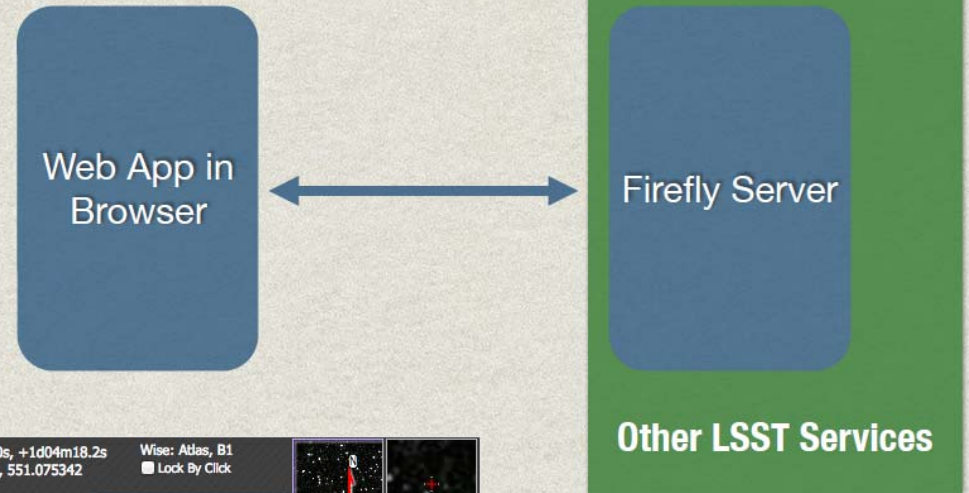 Web App in
Browser
Firefly Server
Other LSST Services
0s, +1d04m18.2s
, 551.075342
Wise: Atlas, B1
Lock By Click
N